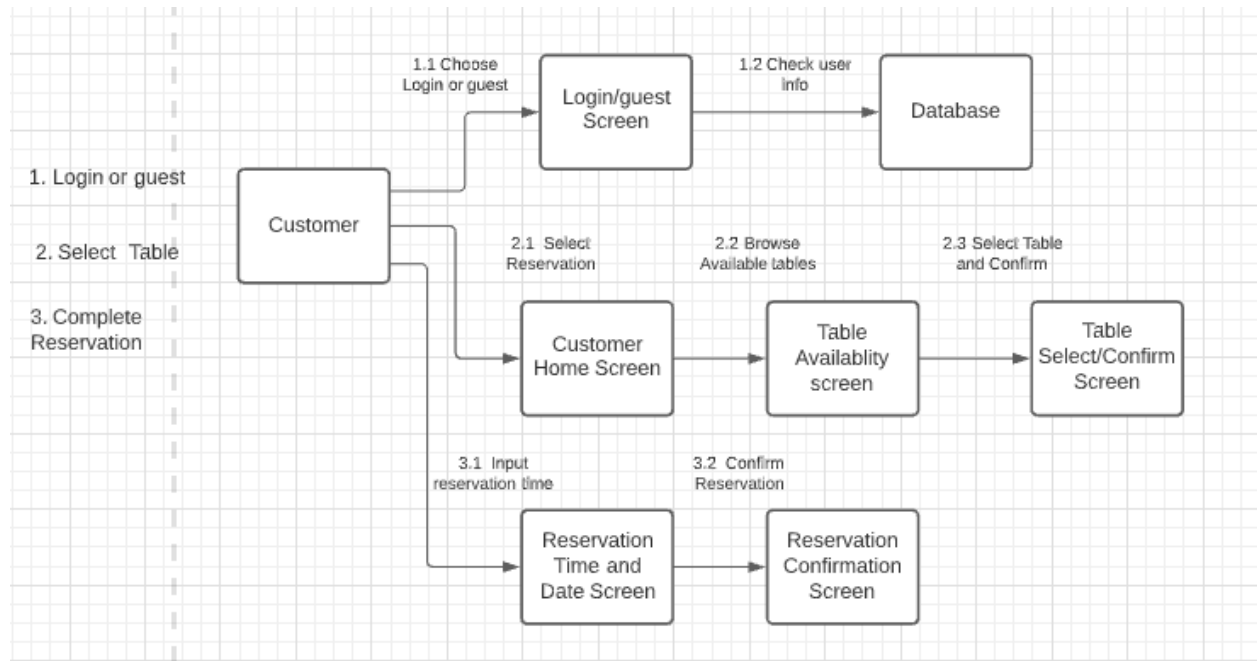 1. Login or guest
2. Select Table
3. Complete
Reservation
Customer
1.1 Choose
Login or guest
Login/guest
Screen
1.2 Check user
Info
Database
2.1 Select
Reservation
Customer
Home Screen
2.2 Browse
Available tables
Table
Availablity
screen
2.3 Select Table
and Confirm
Table
Select/Confirm
Screen
3.1 Input
reservation time
Reservation
Time and
Date Screen
3.2 Confirm
Reservation
Reservation
Confirmation
Screen